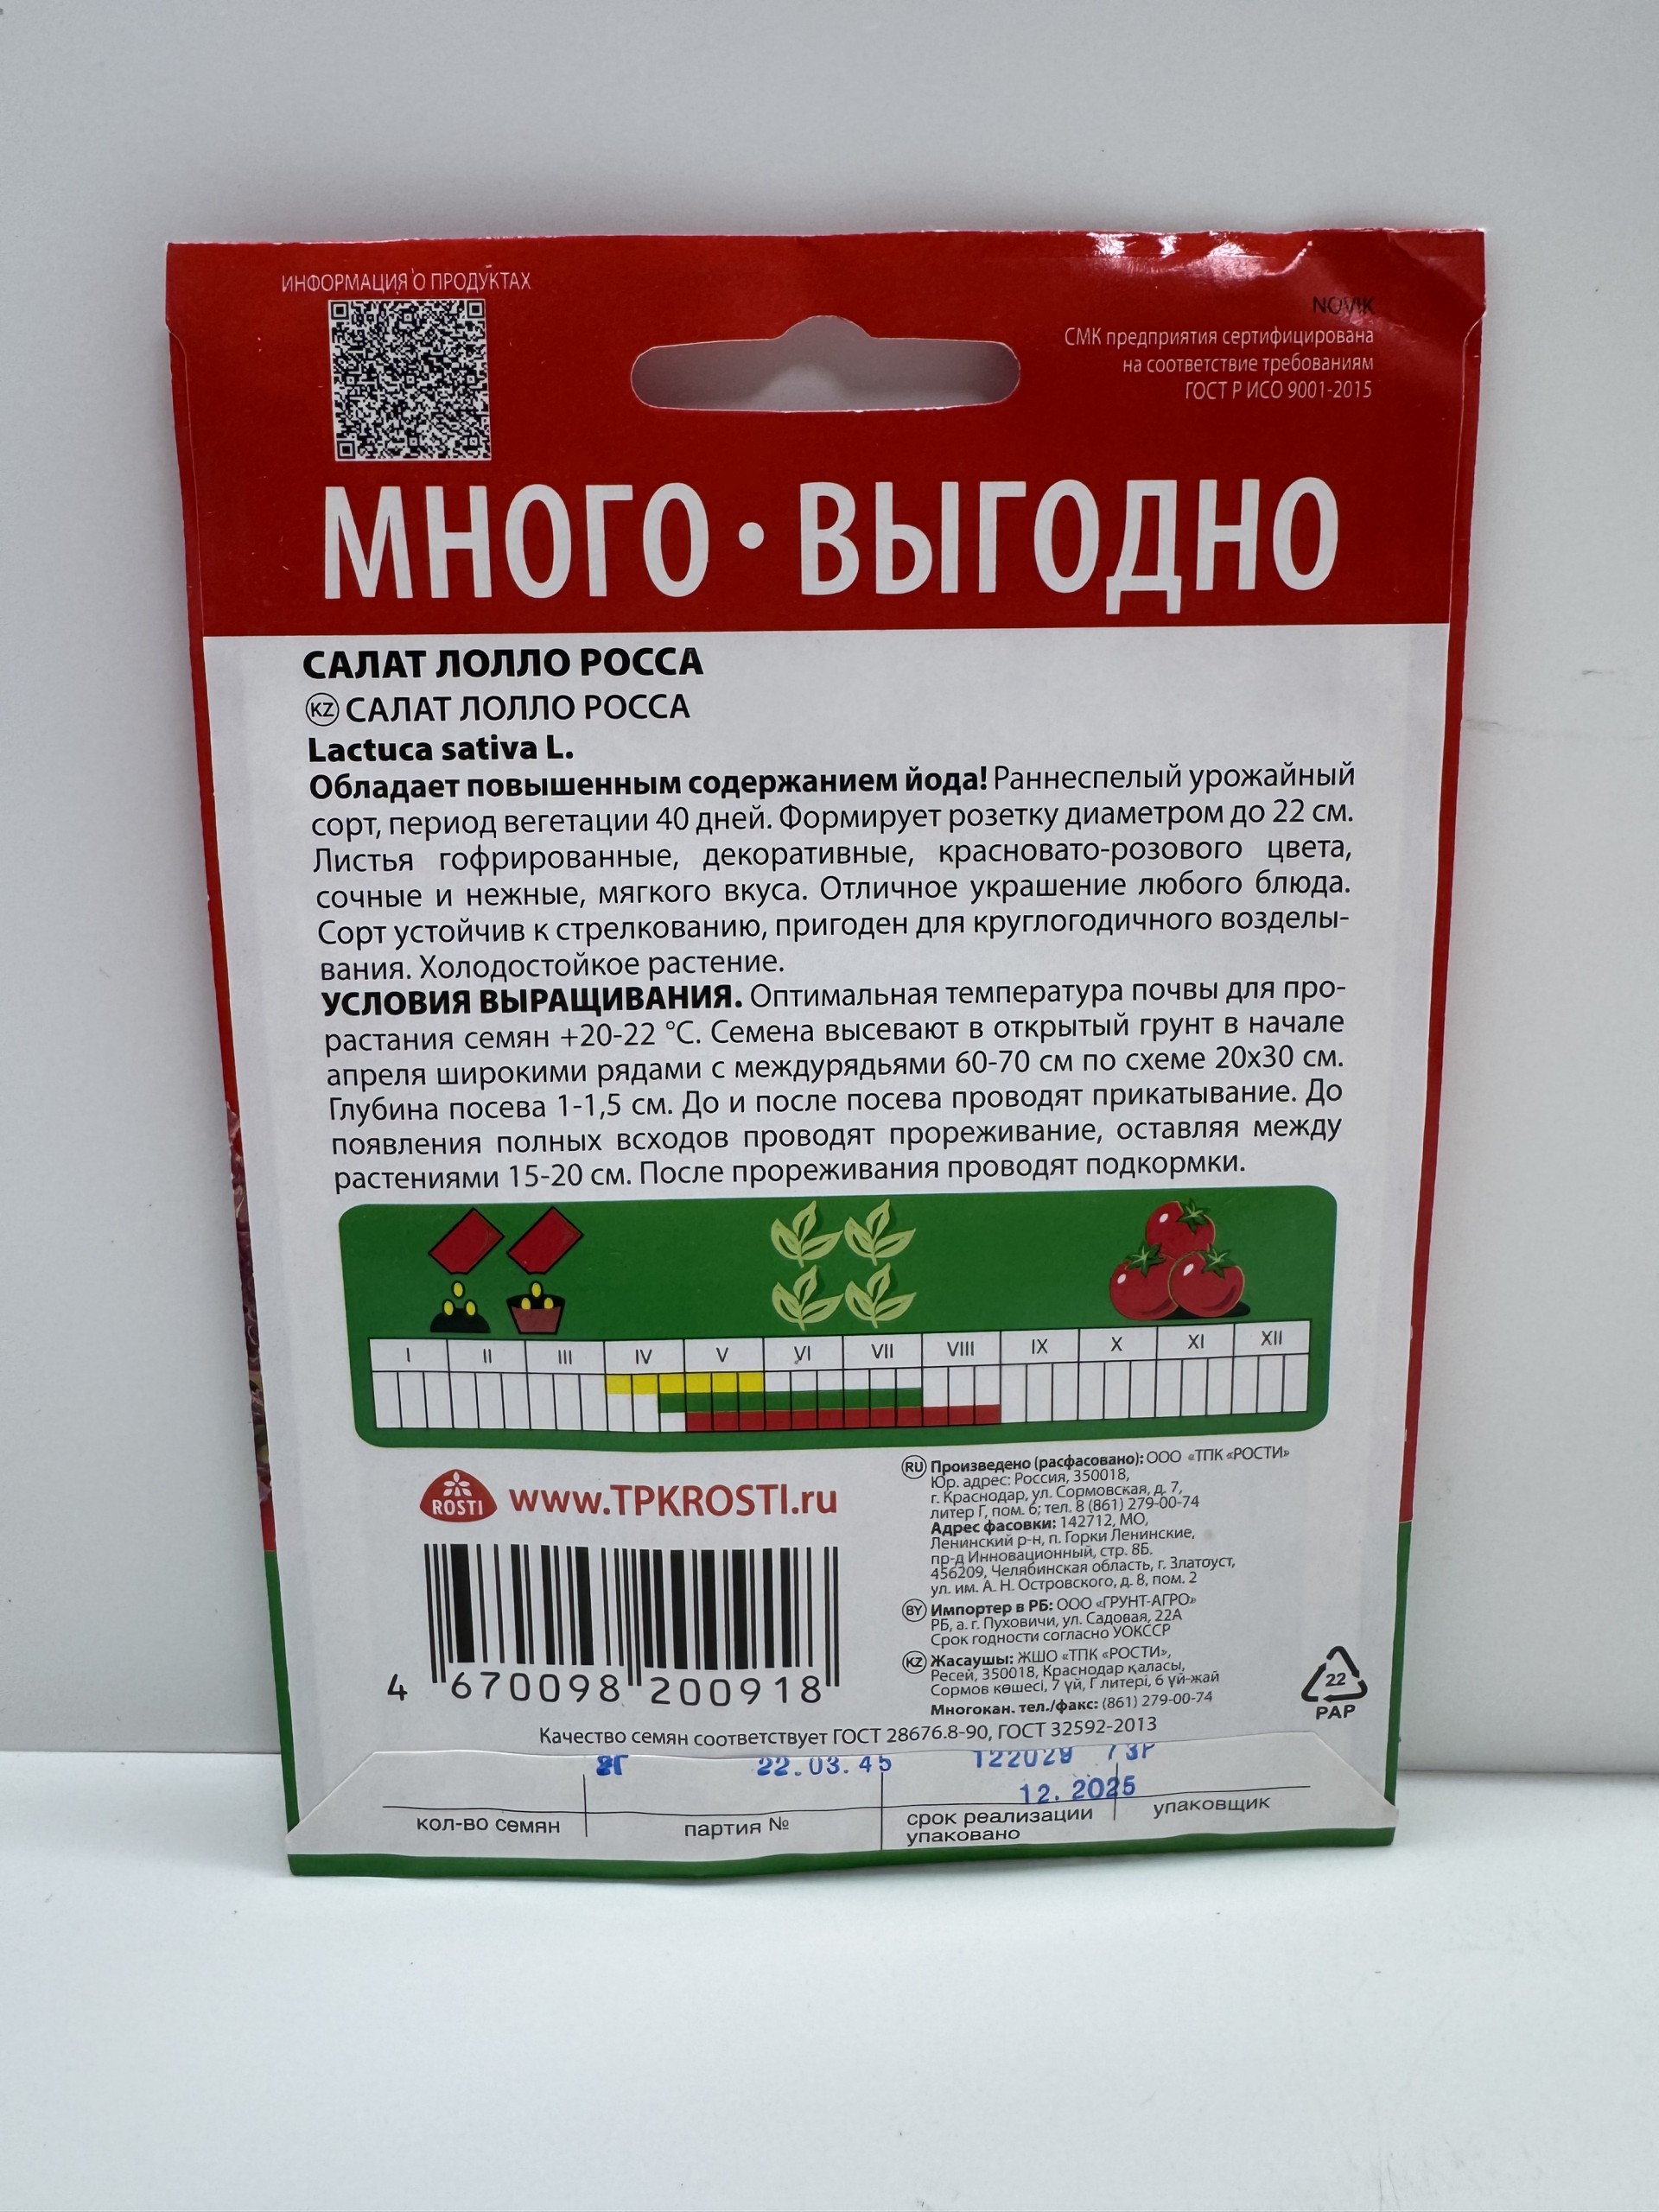 ИНФОРМАЦИЯ О ПРОДУКТАХ
NOVIK
СМК предприятия сертифицирована
на соответствие требованиям
ГОСТ Р ИСО 9001-2015
МНОГО • ВЫГОДНО
САЛАТ ЛОЛЛО РОССА
KZ САЛАТ ЛОЛЛО РОССА
Lactuca sativa L.
Обладает повышенным содержанием йода! Раннеспелый урожайный
сорт, период вегетации 40 дней. Формирует розетку диаметром до 22 см.
Листья гофрированные, декоративные, красновато-розового цвета,
сочные и нежные, мягкого вкуса. Отличное украшение любого блюда.
Сорт устойчив к стрелкованию, пригоден для круглогодичного возделы-
вания. Холодостойкое растение.
УСЛОВИЯ ВЫРАЩИВАНИЯ. Оптимальная температура почвы для про-
растания семян +20-22 °C. Семена высевают в открытый грунт в начале
апреля широкими рядами с междурядьями 60-70 см по схеме 20x30 см.
Глубина посева 1-1,5 см. До и после посева проводят прикатывание. До
появления полных всходов проводят прореживание, оставляя между
растениями 15-20 см. После прореживания проводят подкормки.
I II III IV V VI VII VIII IX X XI XII
ROSTI www.TPKROSTI.ru
4 670098 200918
RU Произведено (расфасовано): ООО «ТПК «РОСТИ»
Юр. адрес: Россия, 350018,
г. Краснодар, ул. Сормовская, д. 7,
литер Г, пом. 6; тел. 8 (861) 279-00-74
Адрес фасовки: 142712, МО,
Ленинский р-н, п. Горки Ленинские,
пр-д Инновационный, стр. 8Б.
456209, Челябинская область, г. Златоуст,
ул. им. А. Н. Островского, д. 8, пом. 2
BY Импортер в РБ: ООО «ГРУНТ-АГРО»
РБ, а. г. Пуховичи, ул. Садовая, 22А
Срок годности согласно УОКССР
KZ Жасаушы: ЖШО «ТПК «РОСТИ»,
Ресей, 350018, Краснодар қаласы,
Сормов көшесі, 7 үй, Г литері, 6 үй-жай
Многокан. тел./факс: (861) 279-00-74
22
PAP
Качество семян соответствует ГОСТ 28676.8-90, ГОСТ 32592-2013
22.03.45 122029
12.2025
кол-во семян
партия №
срок реализации
упаковано
упаковщик